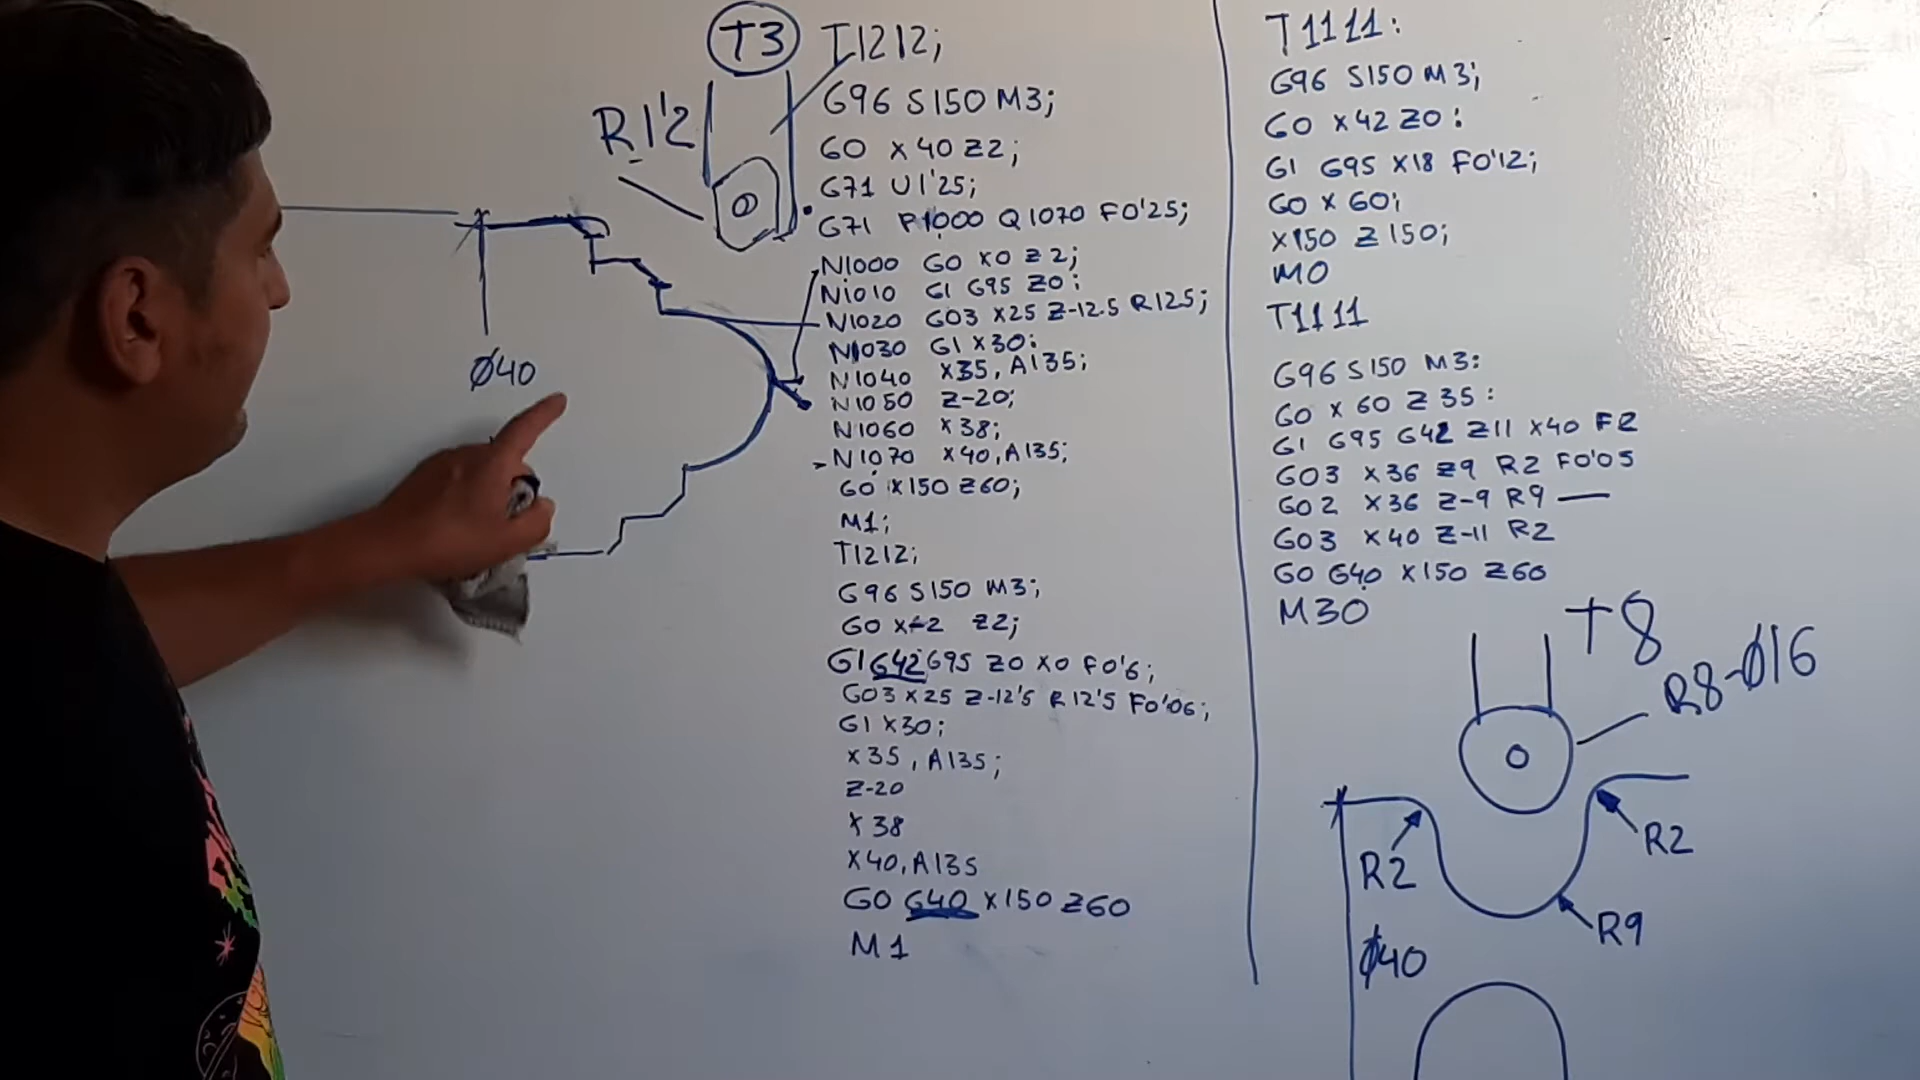 T3
T1212;
R1'2
G96 S150 M3;
G0 X40 Z2;
G71 U1'25;
G71 P1000 Q1070 F0'25;
N1000 G0 X0 Z2;
N1010 G1 G95 Z0;
N1020 G03 X25 Z-12.5 R12.5;
N1030 G1 X30;
N1040 X35, A135;
N1050 Z-20;
N1060 X38;
N1070 X40, A135;
G0 X150 Z60;
M1;
T1212;
G96 S150 M3;
G0 X-2 Z2;
G1 G42 G95 Z0 X0 F0'6;
G03 X25 Z-12'5 R12'5 F0'06;
G1 X30;
X35, A135;
Z-20
X38
X40, A135
G0 G40 X150 Z60
M1
Ø40
T1111:
G96 S150 M3;
G0 X42 Z0:
G1 G95 X18 F0'12;
G0 X60;
X150 Z150;
M0
T1111
G96 S150 M3:
G0 X60 Z35:
G1 G95 G42 Z11 X40 F2
G03 X36 Z9 R2 F0'05
G02 X36 Z-9 R9
G03 X40 Z-11 R2
G0 G40 X150 Z60
M30
T8
R8-Ø16
R2
R2
R9
Ø40